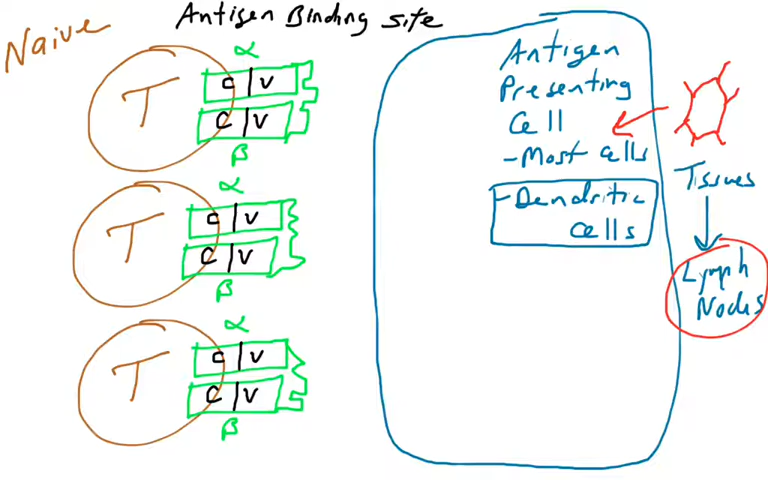 Antigen Binding site
Naive
α
T
C V
C V
β
α
T
C V
C V
β
α
T
C V
C V
β
Antigen
Presenting
Cell
- Most cells
- Dendritic
Cells
Tissues
Lymph
Nodes